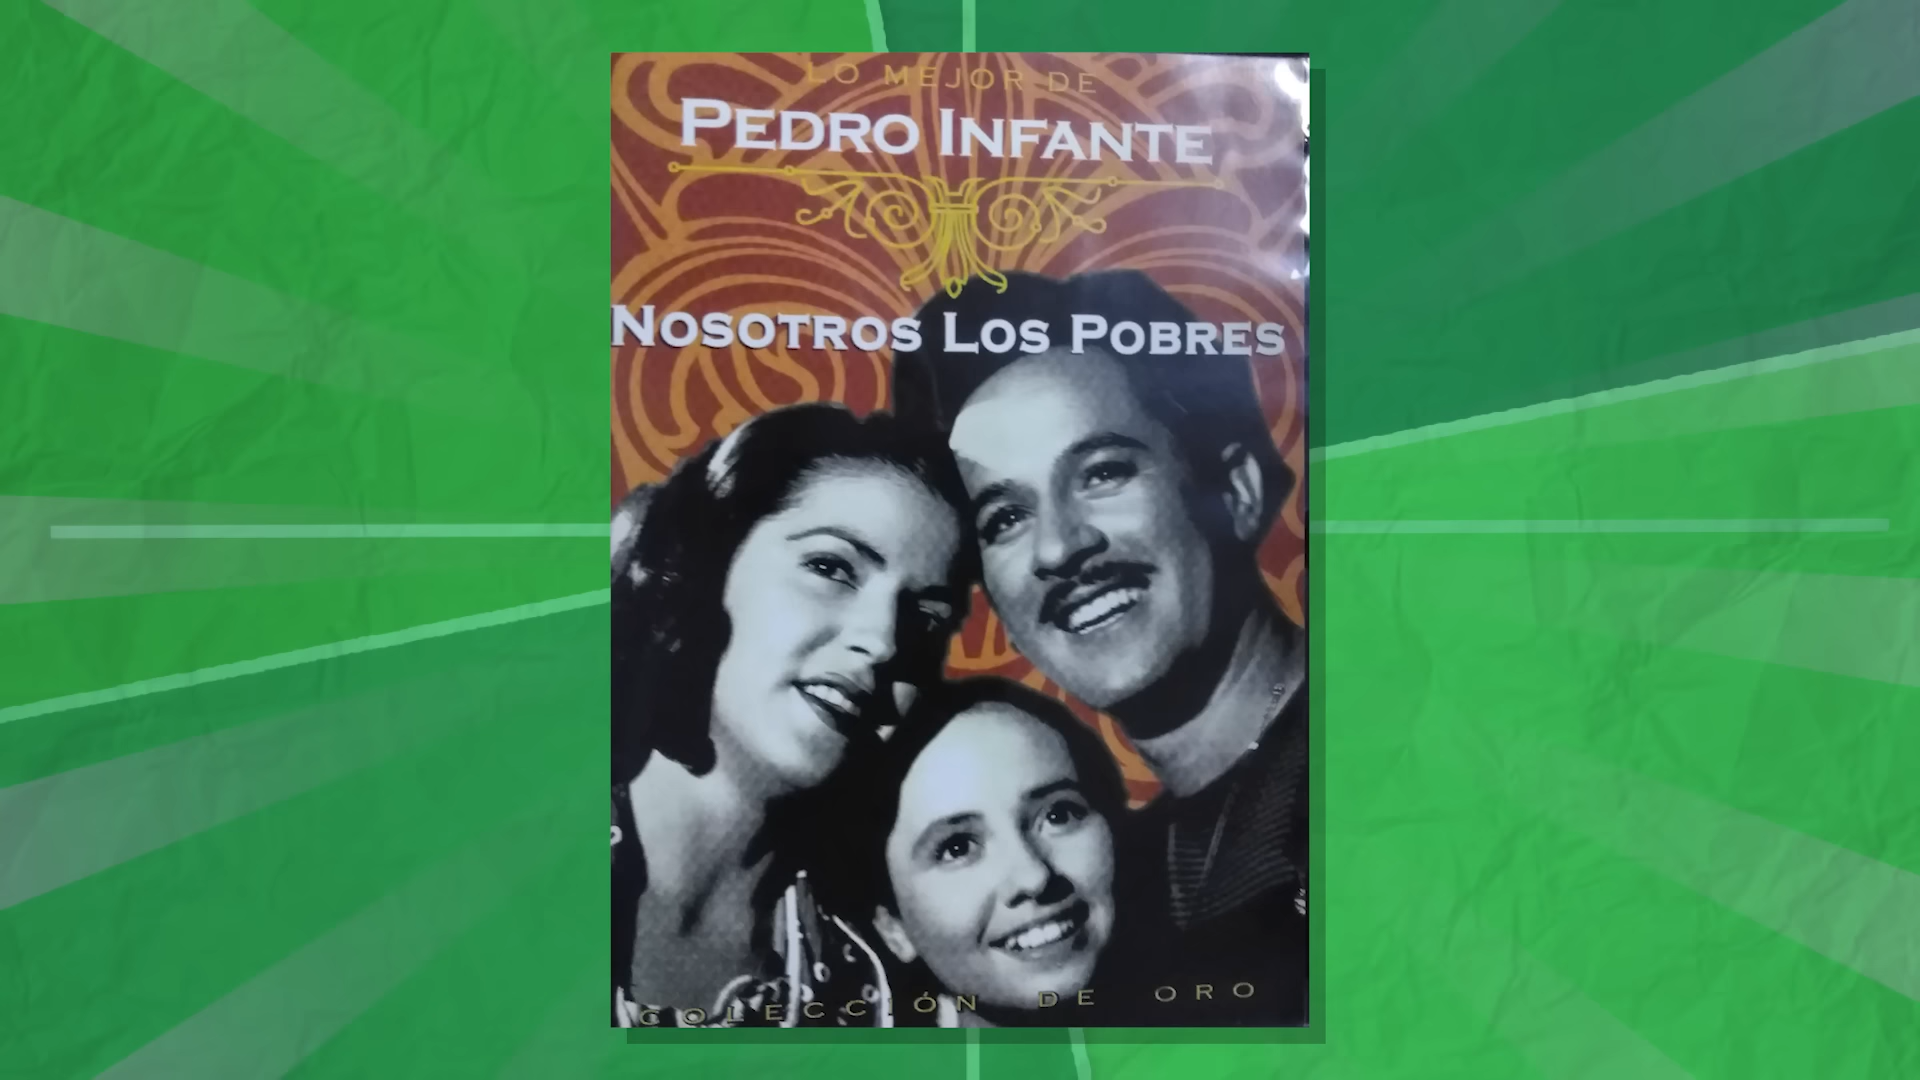 LO MEJOR DE
PEDRO INFANTE
NOSOTROS LOS POBRES
COLECCIÓN DE ORO